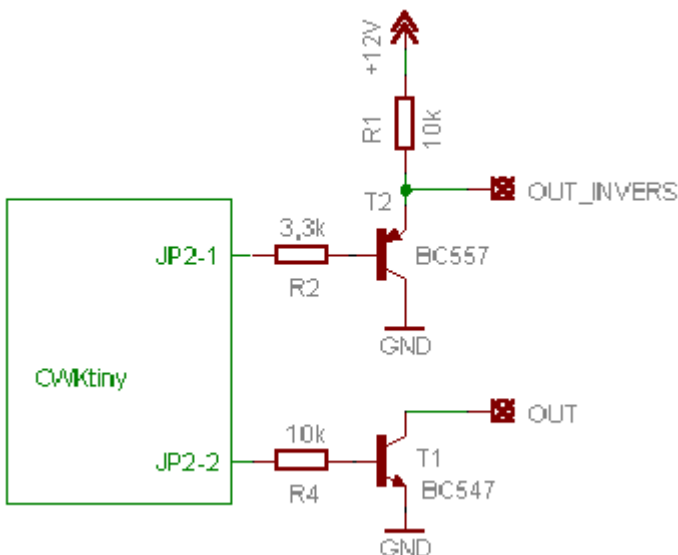 +12V
R1
10k
OUT_INVERS
T2
BC557
3,3k
R2
JP2-1
GND
CWKtiny
OUT
10k
R4
JP2-2
T1
BC547
GND